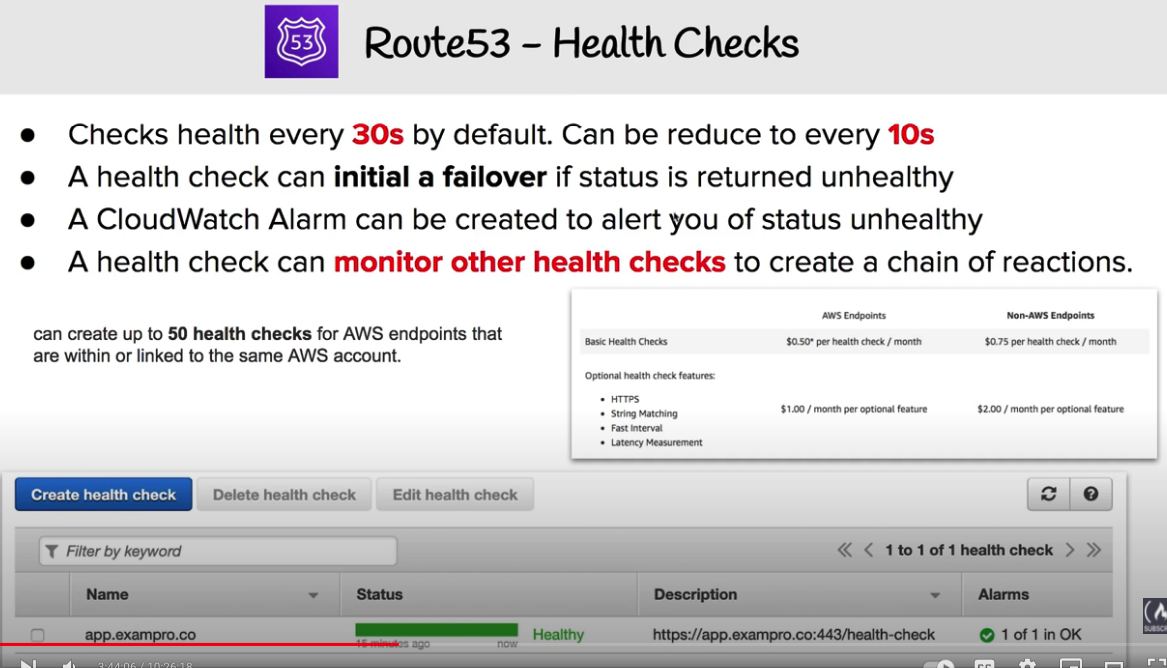 53
Route53 – Health Checks
● Checks health every 30s by default. Can be reduce to every 10s
● A health check can initial a failover if status is returned unhealthy
● A CloudWatch Alarm can be created to alert you of status unhealthy
● A health check can monitor other health checks to create a chain of reactions.
can create up to 50 health checks for AWS endpoints that
are within or linked to the same AWS account.
AWS Endpoints Non-AWS Endpoints
Basic Health Checks $0.50* per health check / month $0.75 per health check / month
Optional health check features:
• HTTPS
• String Matching
• Fast Interval
• Latency Measurement
$1.00 / month per optional feature $2.00 / month per optional feature
Create health check Delete health check Edit health check
Filter by keyword
1 to 1 of 1 health check
Name Status Description Alarms
app.exampro.co Healthy https://app.exampro.co:443/health-check 1 of 1 in OK
15 minutes ago now
3:44:06 / 10:26:18